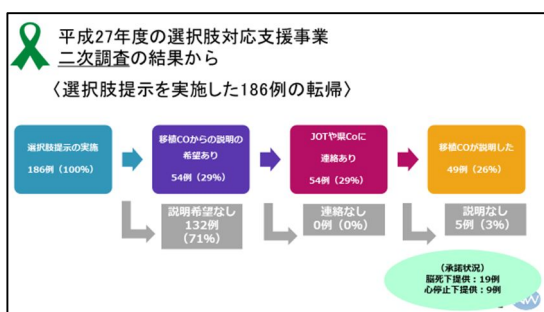 平成27年度の選択肢対応支援事業
二次調査の結果から
〈選択肢提示を実施した186例の転帰〉
選択肢提示の実施
186例（100%）
移植COからの説明の
希望あり
54例（29%）
JOTや県Coに
連絡あり
54例（29%）
移植COが説明した
49例（26%）
説明希望なし
132例
（71%）
連絡なし
0例（0%）
説明なし
5例（3%）
（承諾状況）
脳死下提供：19例
心停止下提供：9例